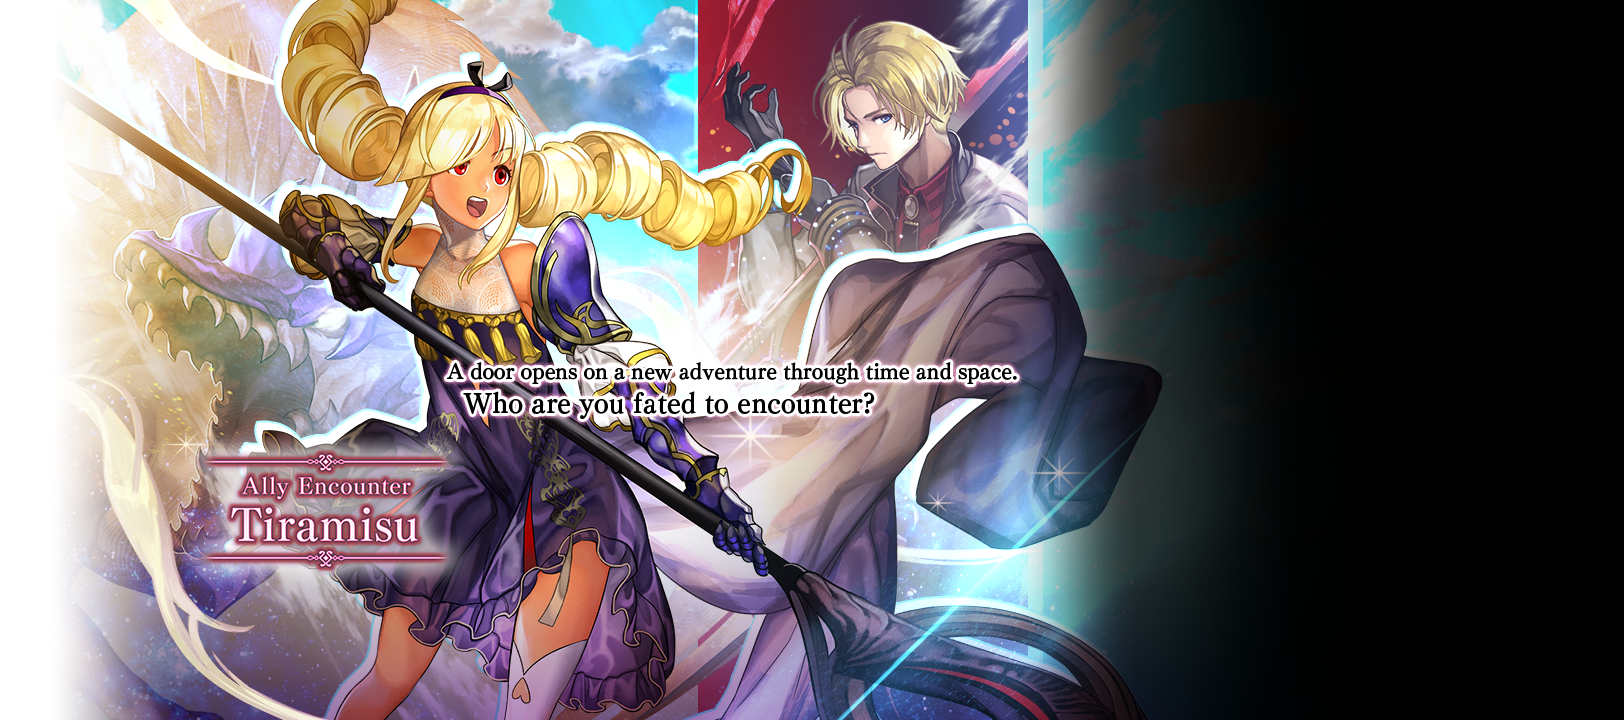 A door opens on a new adventure through time and space.
Who are you fated to encounter?
Ally Encounter
Tiramisu